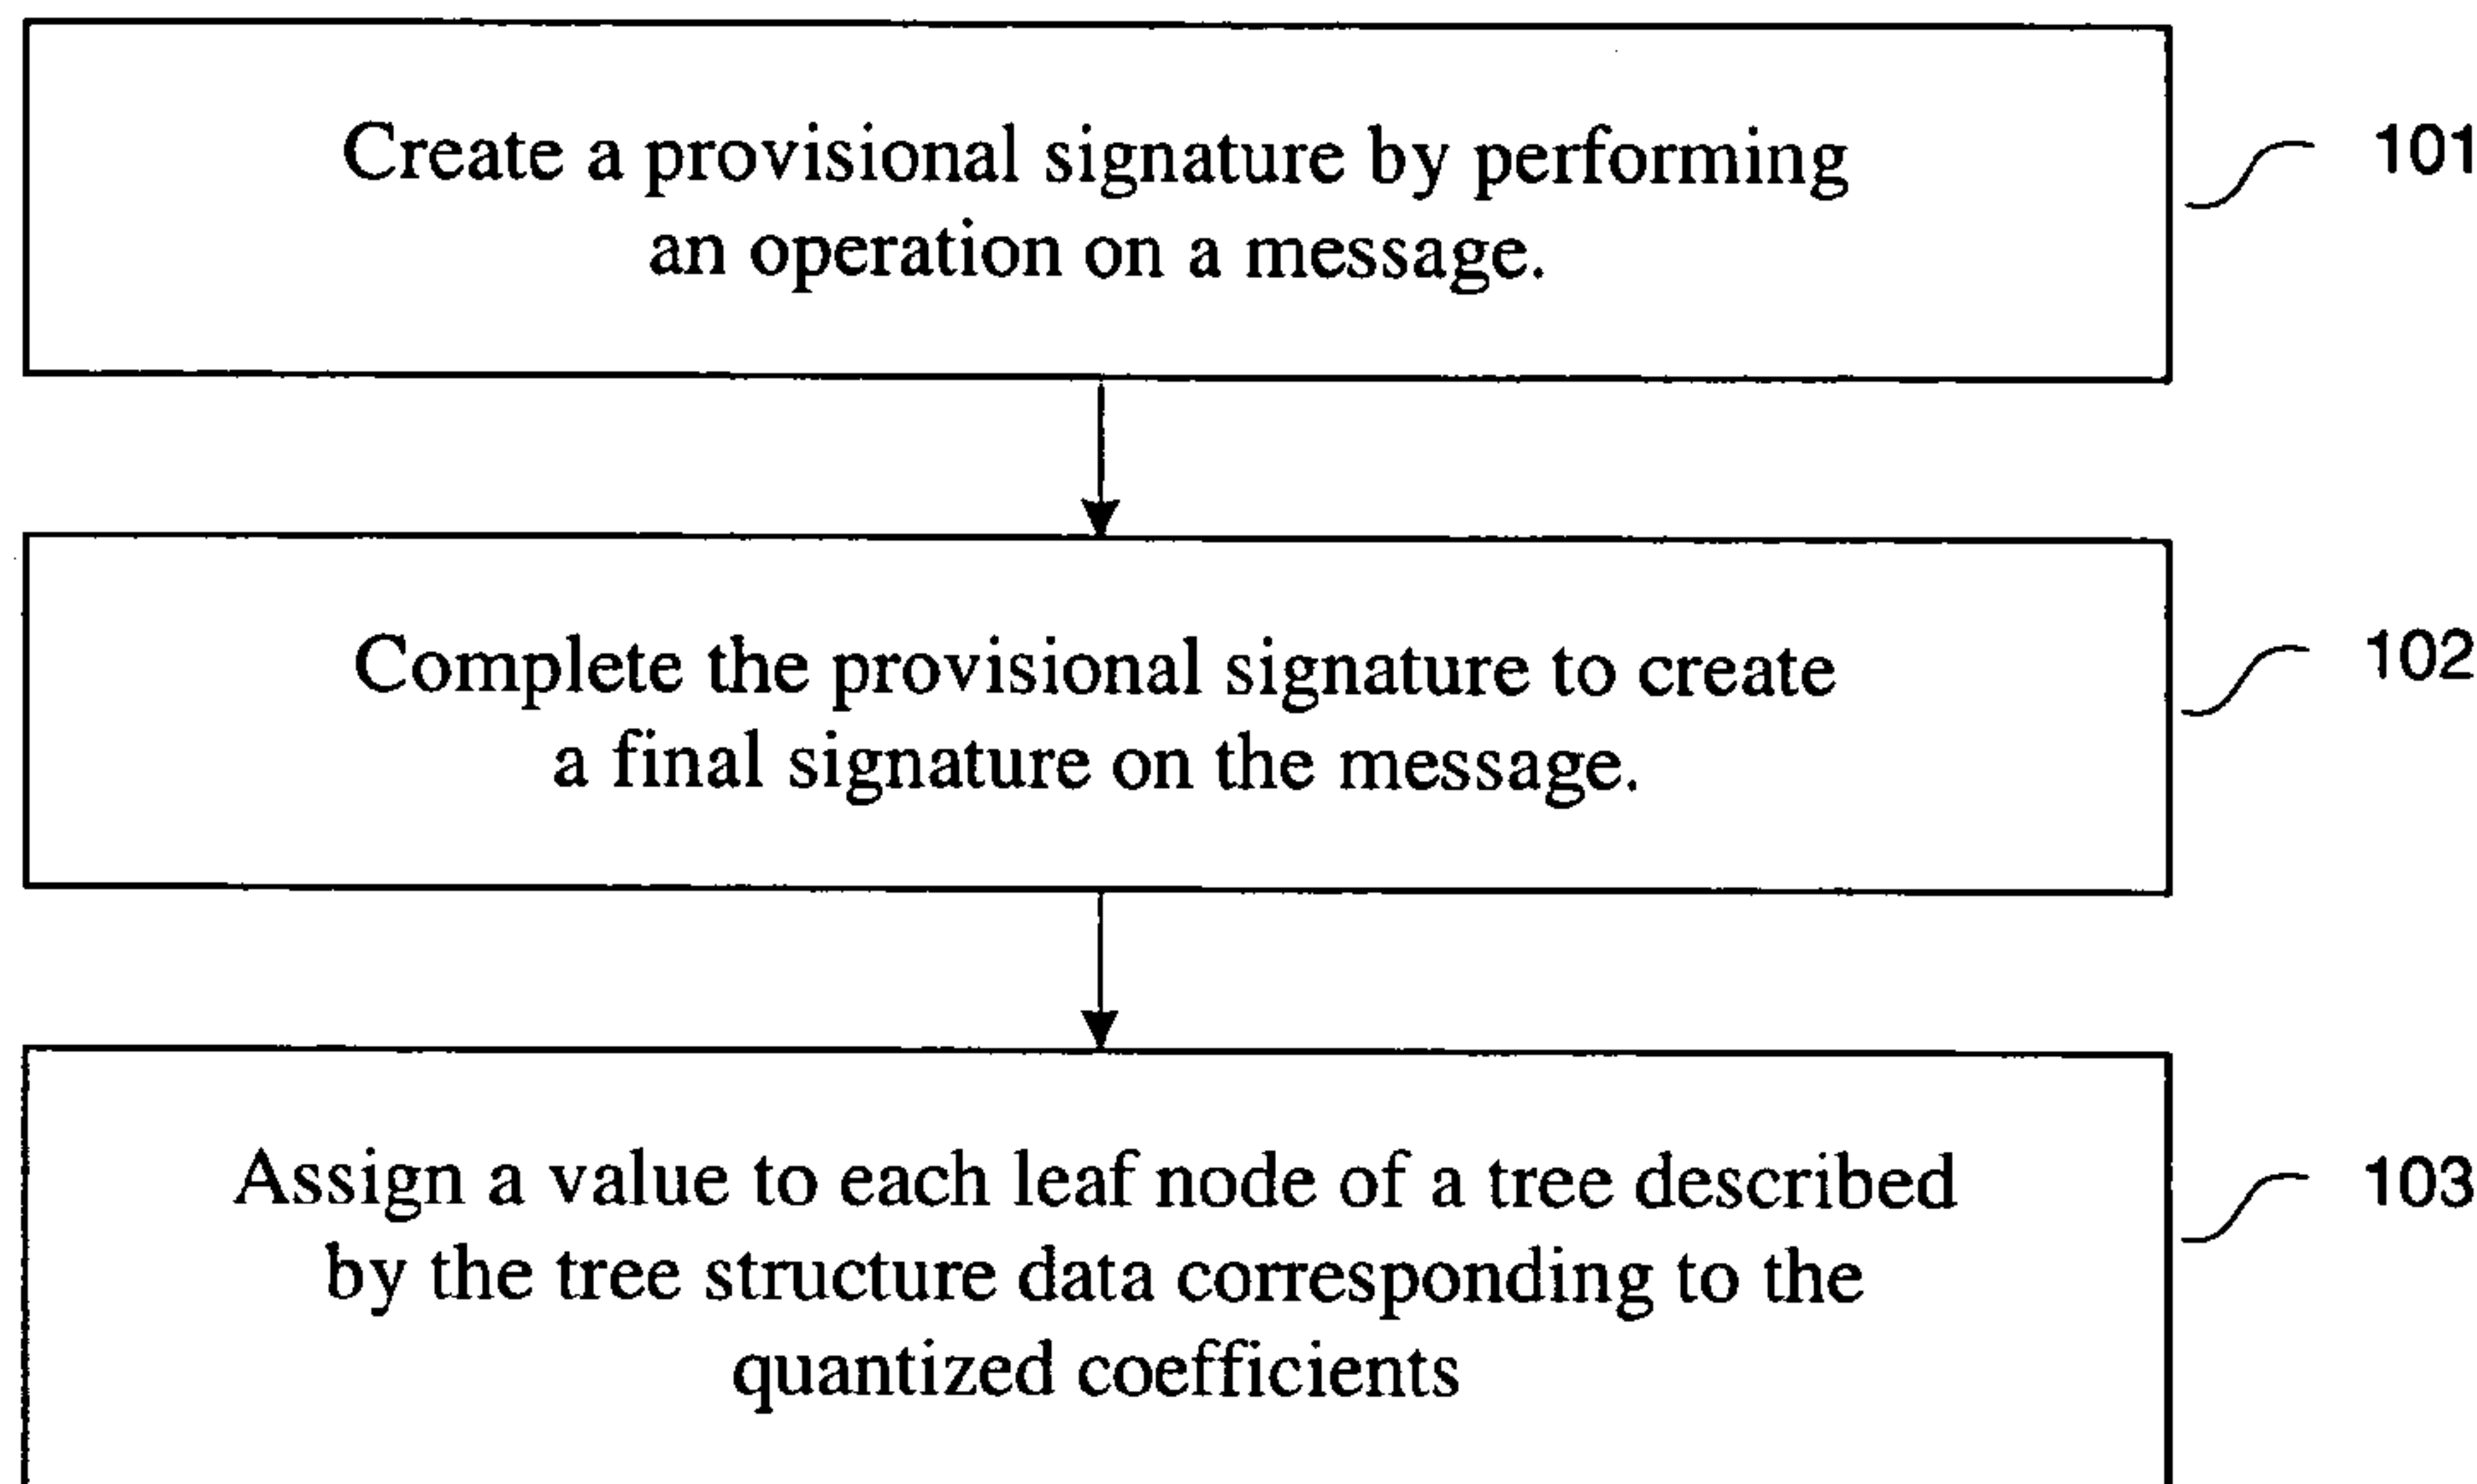 Create a provisional signature by performing
an operation on a message.
101
Complete the provisional signature to create
a final signature on the message.
102
Assign a value to each leaf node of a tree described
by the tree structure data corresponding to the
quantized coefficients
103